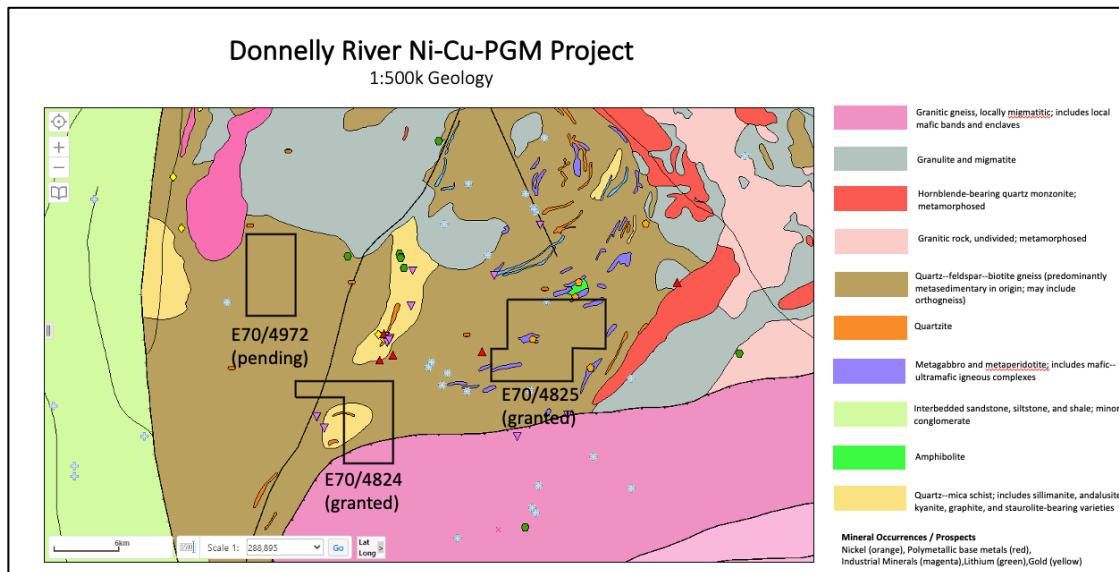 Donnelly River Ni-Cu-PGM Project
1:500k Geology
E70/4972
(pending)
E70/4825
(granted)
E70/4824
(granted)
6km
Scale 1:
288,895
Go
Lat
Long
>
Granitic gneiss, locally migmatitic; includes local
mafic bands and enclaves
Granulite and migmatite
Hornblende-bearing quartz monzonite;
metamorphosed
Granitic rock, undivided; metamorphosed
Quartz--feldspar--biotite gneiss (predominantly
metasedimentary in origin; may include
orthogneiss)
Quartzite
Metagabbro and metaperidotite; includes mafic--
ultramafic igneous complexes
Interbedded sandstone, siltstone, and shale; minor
conglomerate
Amphibolite
Quartz--mica schist; includes sillimanite, andalusite
kyanite, graphite, and staurolite-bearing varieties
Mineral Occurrences / Prospects
Nickel (orange), Polymetallic base metals (red),
Industrial Minerals (magenta),Lithium (green),Gold (yellow)